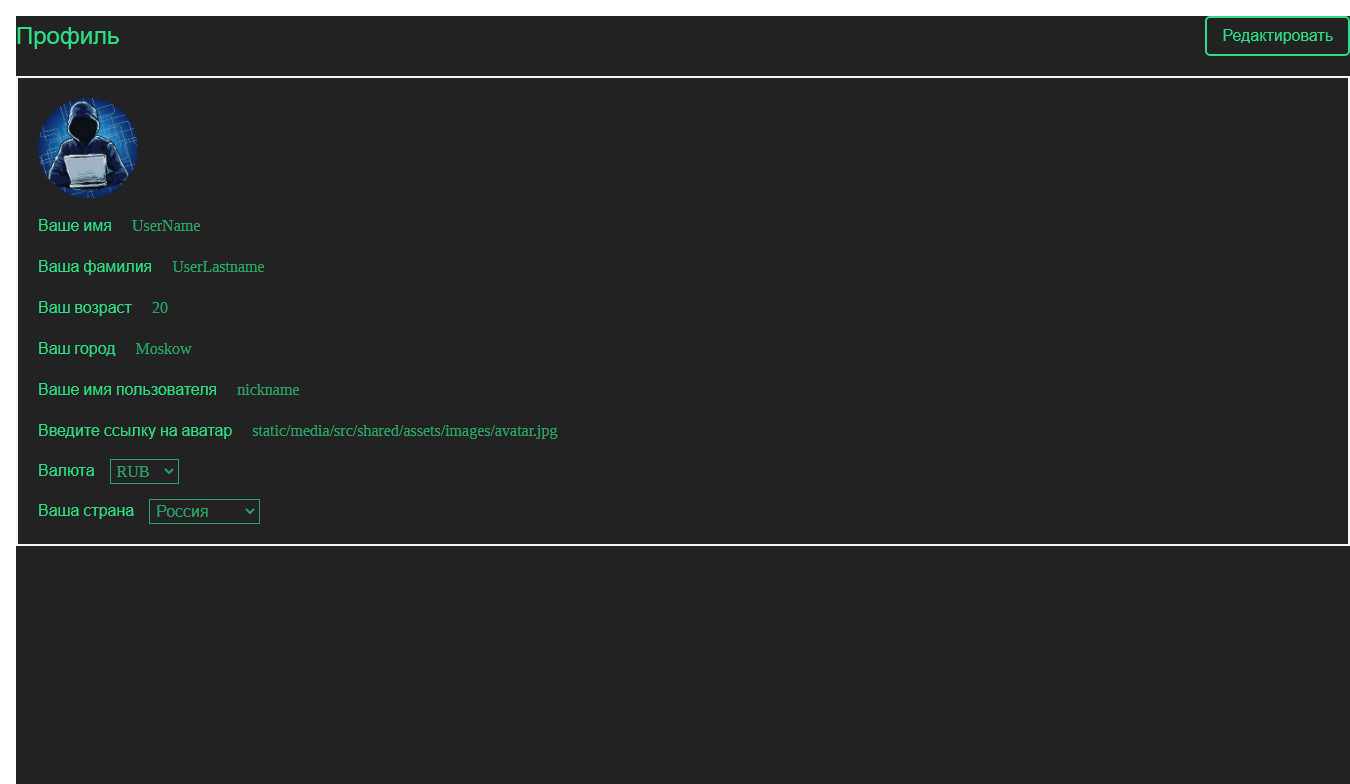 Профиль
Редактировать
Ваше имя UserName
Ваша фамилия UserLastname
Ваш возраст 20
Ваш город Moskow
Ваше имя пользователя nickname
Введите ссылку на аватар static/media/src/shared/assets/images/avatar.jpg
Валюта RUB
Ваша страна Россия